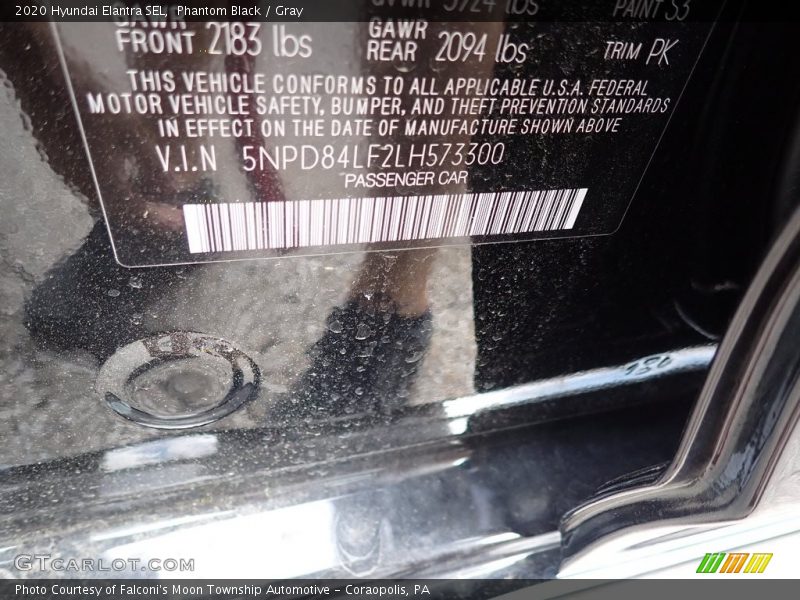 2020 Hyundai Elantra SEL, Phantom Black / Gray
GAWR FRONT 2183 lbs GAWR REAR 2094 lbs TRIM PK
PAINT S3
THIS VEHICLE CONFORMS TO ALL APPLICABLE U.S.A. FEDERAL
MOTOR VEHICLE SAFETY, BUMPER, AND THEFT PREVENTION STANDARDS
IN EFFECT ON THE DATE OF MANUFACTURE SHOWN ABOVE
V.I.N 5NPD84LF2LH573300
PASSENGER CAR
GTCARLOT.COM
Photo Courtesy of Falconi's Moon Township Automotive - Coraopolis, PA